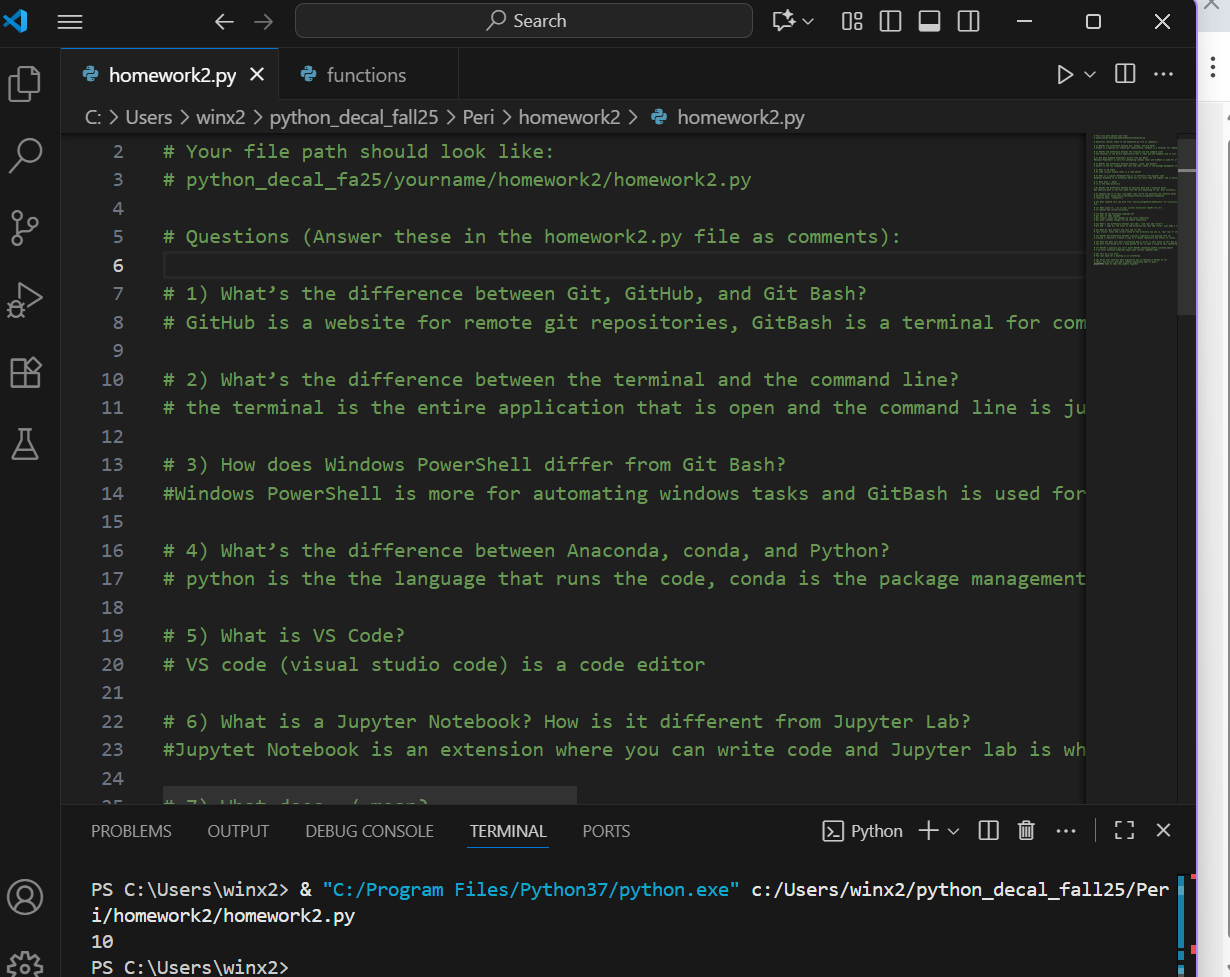 Search
homework2.py
functions
C: > Users > winx2 > python_decal_fall25 > Peri > homework2 > homework2.py
2 # Your file path should look like:
3 # python_decal_fa25/yourname/homework2/homework2.py
4
5 # Questions (Answer these in the homework2.py file as comments):
6
7 # 1) What’s the difference between Git, GitHub, and Git Bash?
8 # GitHub is a website for remote git repositories, GitBash is a terminal for com
9
10 # 2) What’s the difference between the terminal and the command line?
11 # the terminal is the entire application that is open and the command line is ju
12
13 # 3) How does Windows PowerShell differ from Git Bash?
14 #Windows PowerShell is more for automating windows tasks and GitBash is used for
15
16 # 4) What’s the difference between Anaconda, conda, and Python?
17 # python is the the language that runs the code, conda is the package management
18
19 # 5) What is VS Code?
20 # VS code (visual studio code) is a code editor
21
22 # 6) What is a Jupyter Notebook? How is it different from Jupyter Lab?
23 #Jupytet Notebook is an extension where you can write code and Jupyter lab is wh
24
25 # 7) What does ./ mean?
PROBLEMS OUTPUT DEBUG CONSOLE TERMINAL PORTS Python
PS C:\Users\winx2> & "C:/Program Files/Python37/python.exe" c:/Users/winx2/python_decal_fall25/Per
i/homework2/homework2.py
10
PS C:\Users\winx2>